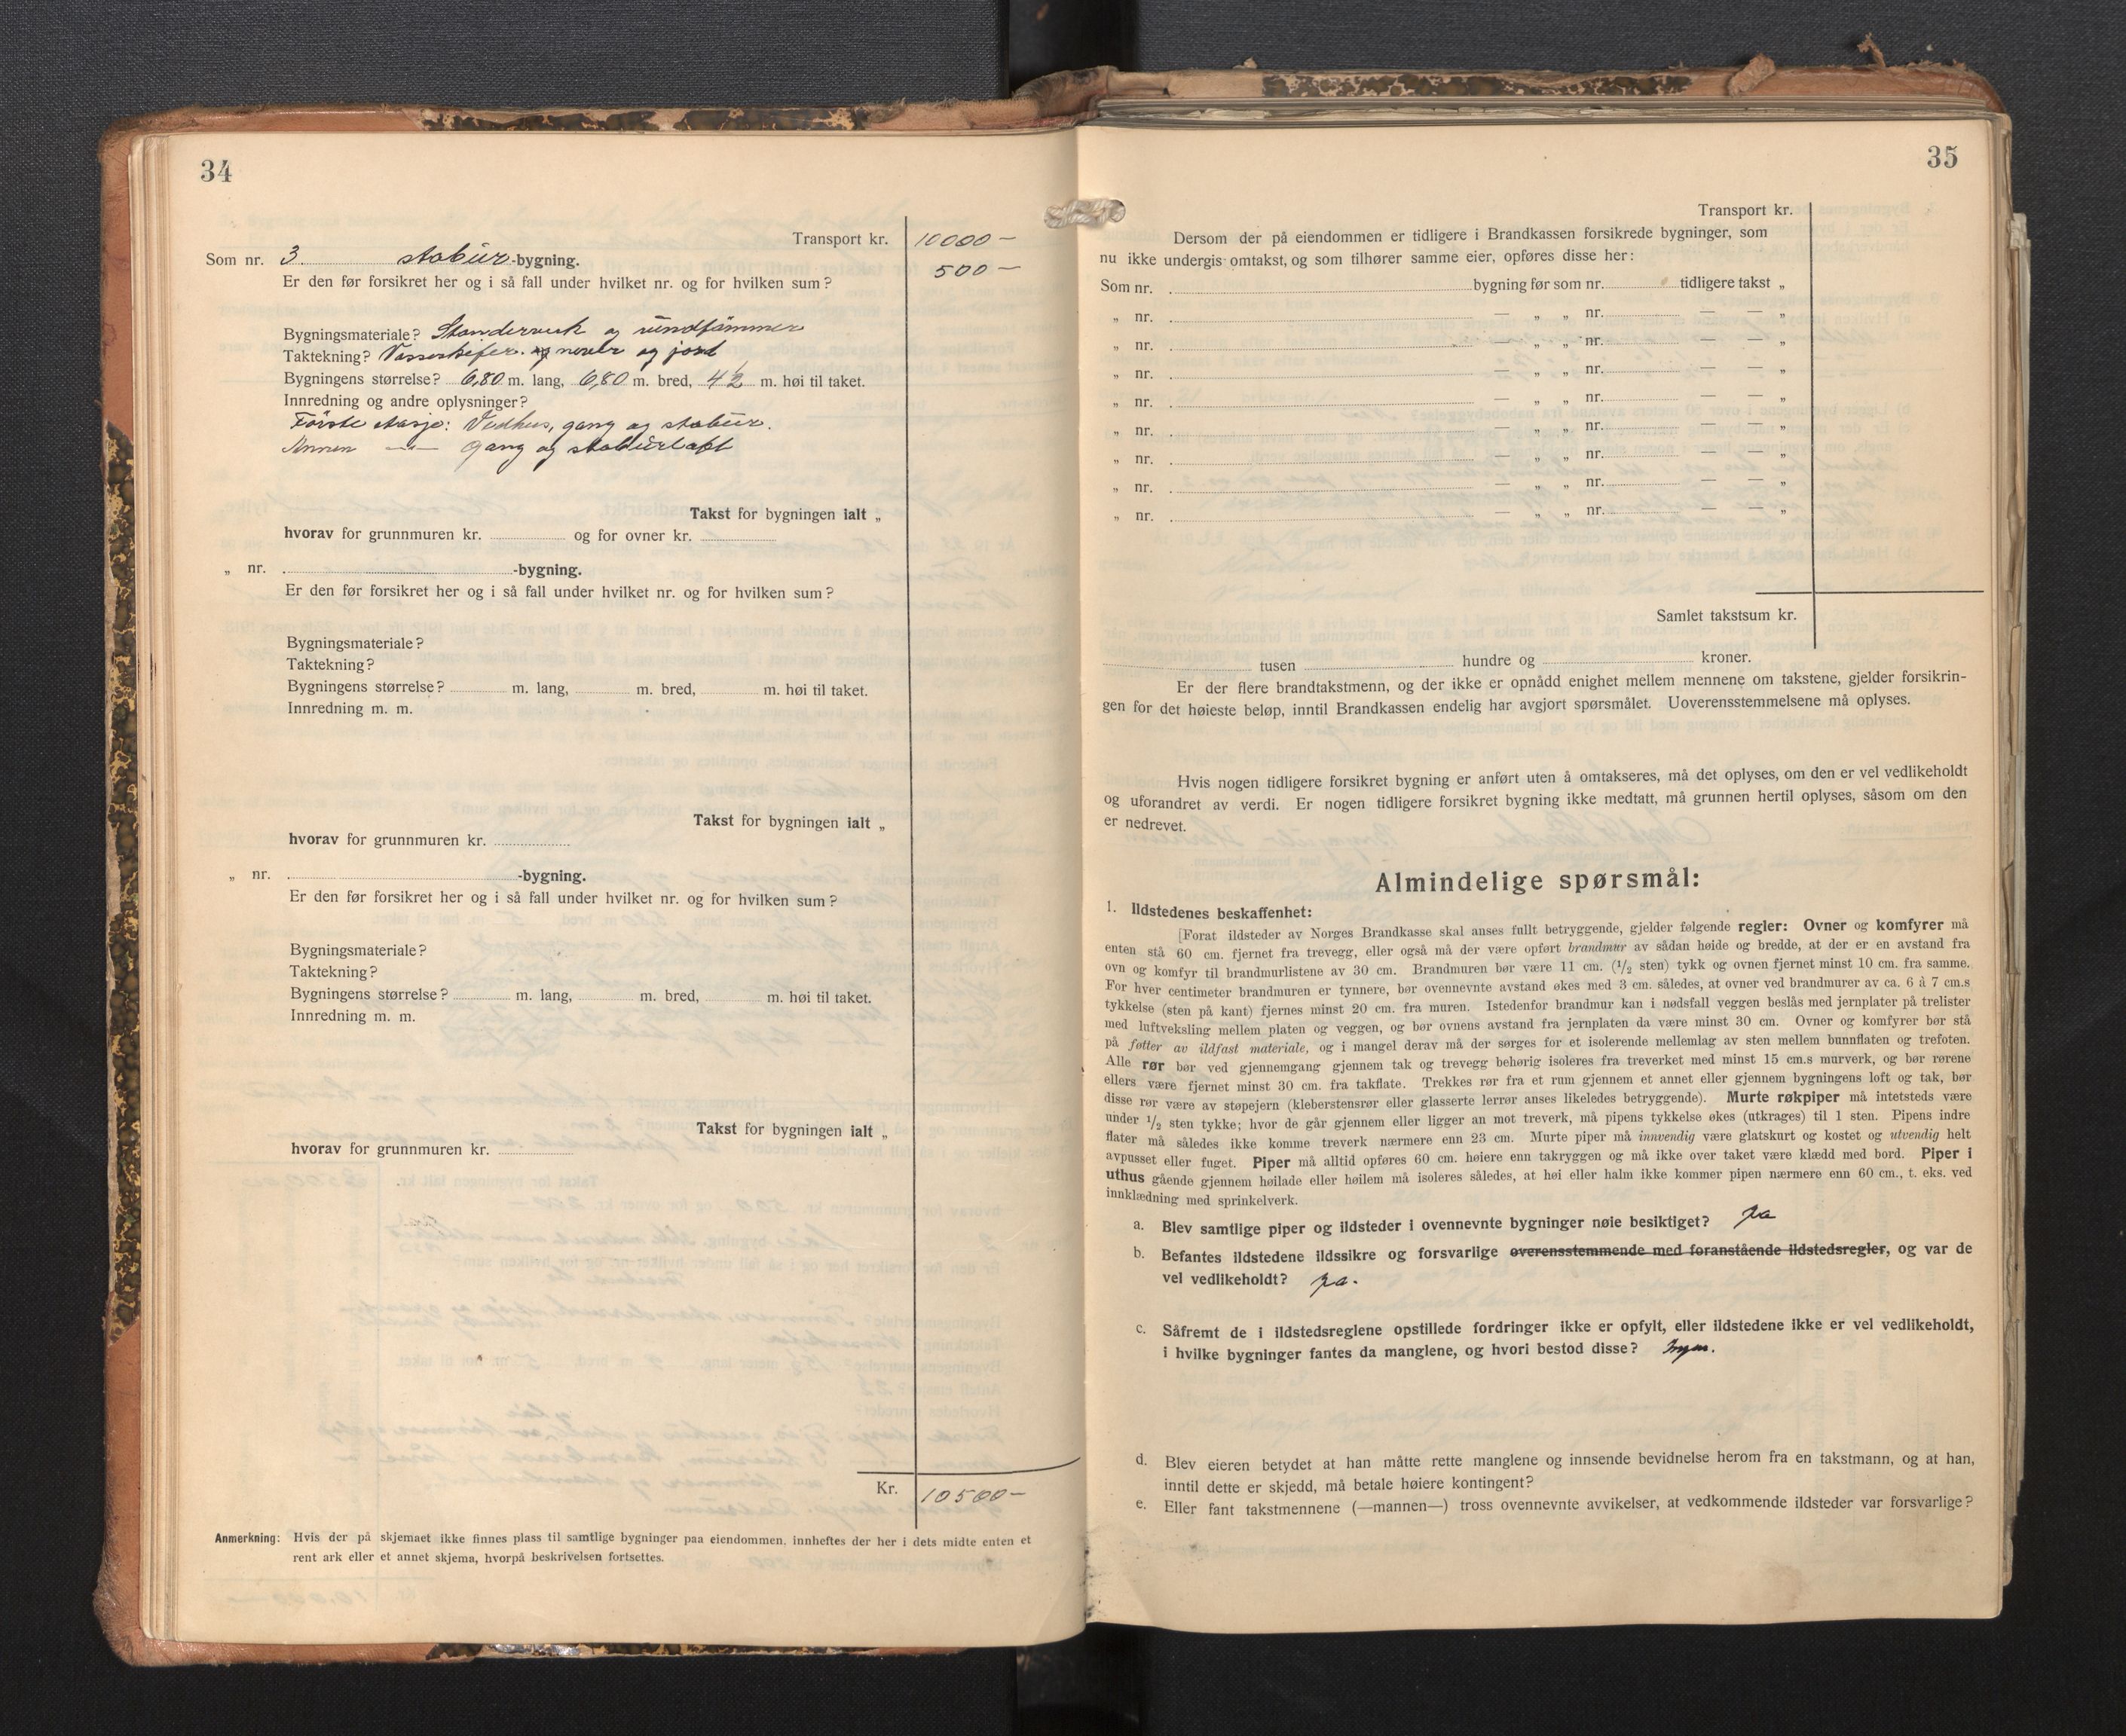 34
Transport kr. 10000 —
Som nr. 3 stabur -bygning. 500 —
Er den før forsikret her og i så fall under hvilket nr. og for hvilken sum?
Bygningsmateriale? Standerverk og rundtømmer
Taktekning? Vossaskifer og never og jord
Bygningens størrelse? 6,80 m. lang, 6,80 m. bred, 4½ m. høi til taket.
Innredning og andre oplysninger?
Første etasje: Vedhus, gang og stabur.
Annen —"— gang og staburloft
Takst for bygningen ialt „
hvorav for grunnmuren kr. og for ovner kr.
„ nr. -bygning.
Er den før forsikret her og i så fall under hvilket nr. og for hvilken sum?
Bygningsmateriale?
Taktekning?
Bygningens størrelse? m. lang, m. bred, m. høi til taket.
Innredning m. m.
Takst for bygningen ialt „
hvorav for grunnmuren kr.
„ nr. -bygning.
Er den før forsikret her og i så fall under hvilket nr. og for hvilken sum?
Bygningsmateriale?
Taktekning?
Bygningens størrelse? m. lang, m. bred, m. høi til taket.
Innredning m. m.
Takst for bygningen ialt „
hvorav for grunnmuren kr.
Kr. 10500 —
Anmerkning: Hvis der på skjemaet ikke finnes plass til samtlige bygninger paa eiendommen, innheftes der her i dets midte enten et
rent ark eller et annet skjema, hvorpå beskrivelsen fortsettes.
35
Transport kr.
Dersom der på eiendommen er tidligere i Brandkassen forsikrede bygninger, som
nu ikke undergis omtakst, og som tilhører samme eier, opføres disse her:
Som nr. bygning før som nr. tidligere takst „
„ nr. — „ „ nr. — — „
„ nr. — „ „ nr. — — „
„ nr. — „ „ nr. — — „
„ nr. — „ „ nr. — — „
„ nr. — „ „ nr. — — „
„ nr. — „ „ nr. — — „
„ nr. — „ „ nr. — — „
„ nr. — „ „ nr. — — „
Samlet takstsum kr.
tusen hundre og kroner.
Er der flere brandtakstmenn, og der ikke er opnådd enighet mellem mennene om takstene, gjelder forsikrin-
gen for det høieste beløp, inntil Brandkassen endelig har avgjort spørsmålet. Uoverensstemmelsene må oplyses.
Hvis nogen tidligere forsikret bygning er anført uten å omtakseres, må det oplyses, om den er vel vedlikeholdt
og uforandret av verdi. Er nogen tidligere forsikret bygning ikke medtatt, må grunnen hertil oplyses, såsom om den
er nedrevet.
Almindelige spørsmål:
1. Ildstedenes beskaffenhet:
[Forat ildsteder av Norges Brandkasse skal anses fullt betryggende, gjelder følgende regler: Ovner og komfyrer må
enten stå 60 cm. fjernet fra trevegg, eller også må der være opført brandmur av sådan høide og bredde, at der er en avstand fra
ovn og komfyr til brandmurlistene av 30 cm. Brandmuren bør være 11 cm. (1/2 sten) tykk og ovnen fjernet minst 10 cm. fra samme.
For hver centimeter brandmuren er tynnere, bør ovennevnte avstand økes med 3 cm. således, at ovner ved brandmurer av ca. 6 à 7 cm.s
tykkelse (sten på kant) fjernes minst 20 cm. fra muren. Istedenfor brandmur kan i nødsfall veggen beslås med jernplater på trelister
med luftveksling mellem platen og veggen, og bør ovnens avstand fra jernplaten da være minst 30 cm. Ovner og komfyrer bør stå
på føtter av ildfast materiale, og i mangel derav må der sørges for et isolerende mellemlag av sten mellem bunnflaten og trefoten.
Alle rør bør ved gjennemgang gjennem tak og trevegg behørig isoleres fra treverket med minst 15 cm.s murverk, og bør rørene
ellers være fjernet minst 30 cm. fra takflate. Trekkes rør fra et rum gjennem et annet eller gjennem bygningens loft og tak, bør
disse rør være av støpejern (kleberstensrør eller glasserte lerrør anses likeledes betryggende). Murte røkpiper må intetsteds være
under 1/2 sten tykke; hvor de går gjennem eller ligger an mot treverk, må pipens tykkelse økes (utkrages) til 1 sten. Pipens indre
flater må således ikke komme treverk nærmere enn 23 cm. Murte piper må innvendig være glatskurt og kostet og utvendig helt
avpusset eller fuget. Piper må alltid opføres 60 cm. høiere enn takryggen og må ikke over taket være klædd med bord. Piper i
uthus gående gjennem høilade eller høilem må isoleres således, at høi eller halm ikke kommer pipen nærmere enn 60 cm., t. eks. ved
innklædning med sprinkelverk.
a. Blev samtlige piper og ildsteder i ovennevnte bygninger nøie besiktiget? ja
b. Befantes ildstedene ildssikre og forsvarlige overensstemmende med foranstående ildstedsregler, og var de
vel vedlikeholdt? ja.
c. Såfremt de i ildstedsreglene opstillede fordringer ikke er opfylt, eller ildstedene ikke er vel vedlikeholdt,
i hvilke bygninger fantes da manglene, og hvori bestod disse? Ingen.
d. Blev eieren betydet at han måtte rette manglene og innsende bevidnelse herom fra en takstmann, og at han,
inntil dette er skjedd, må betale høiere kontingent?
e. Eller fant takstmennene (—mannen—) tross ovennevnte avvikelser, at vedkommende ildsteder var forsvarlige?